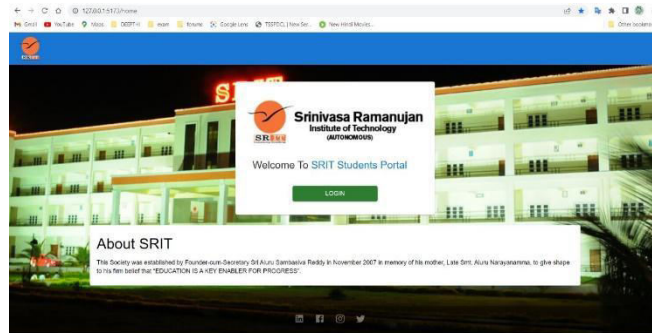 127.0.0.1:5173/home
Gmail YouTube Maps
SRIT
SR
Srinivasa Ramanujan
Institute of Technology
(AUTONOMOUS)
SRIT
Welcome To SRIT Students Portal
LOGIN
About SRIT
This Society was established by Founder-cum-Secretary Sri Aluru Sambasiva Reddy in November 2007 in memory of his mother, Late Smt. Aluru Narayanamma, to give shape
to his firm belief that "EDUCATION IS A KEY ENABLER FOR PROGRESS".